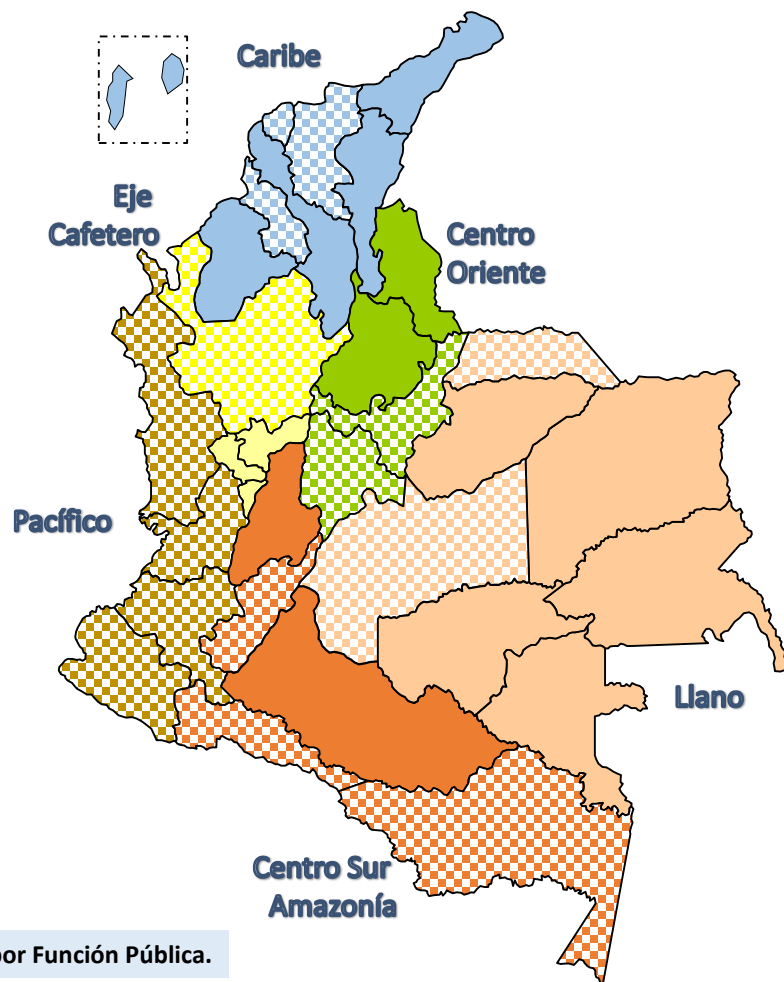 Caribe
Eje
Cafetero
Centro
Oriente
Pacífico
Llano
Centro Sur
Amazonía
por Función Pública.